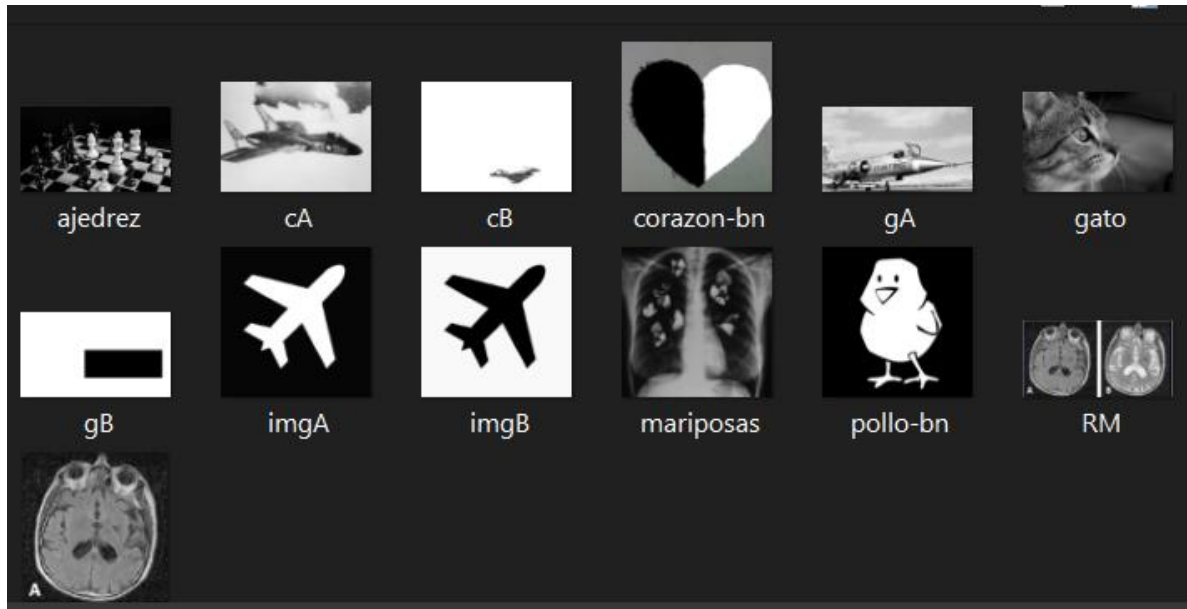 ajedrez
cA
cB
corazon-bn
gA
gato
gB
imgA
imgB
mariposas
pollo-bn
A
B
RM
A